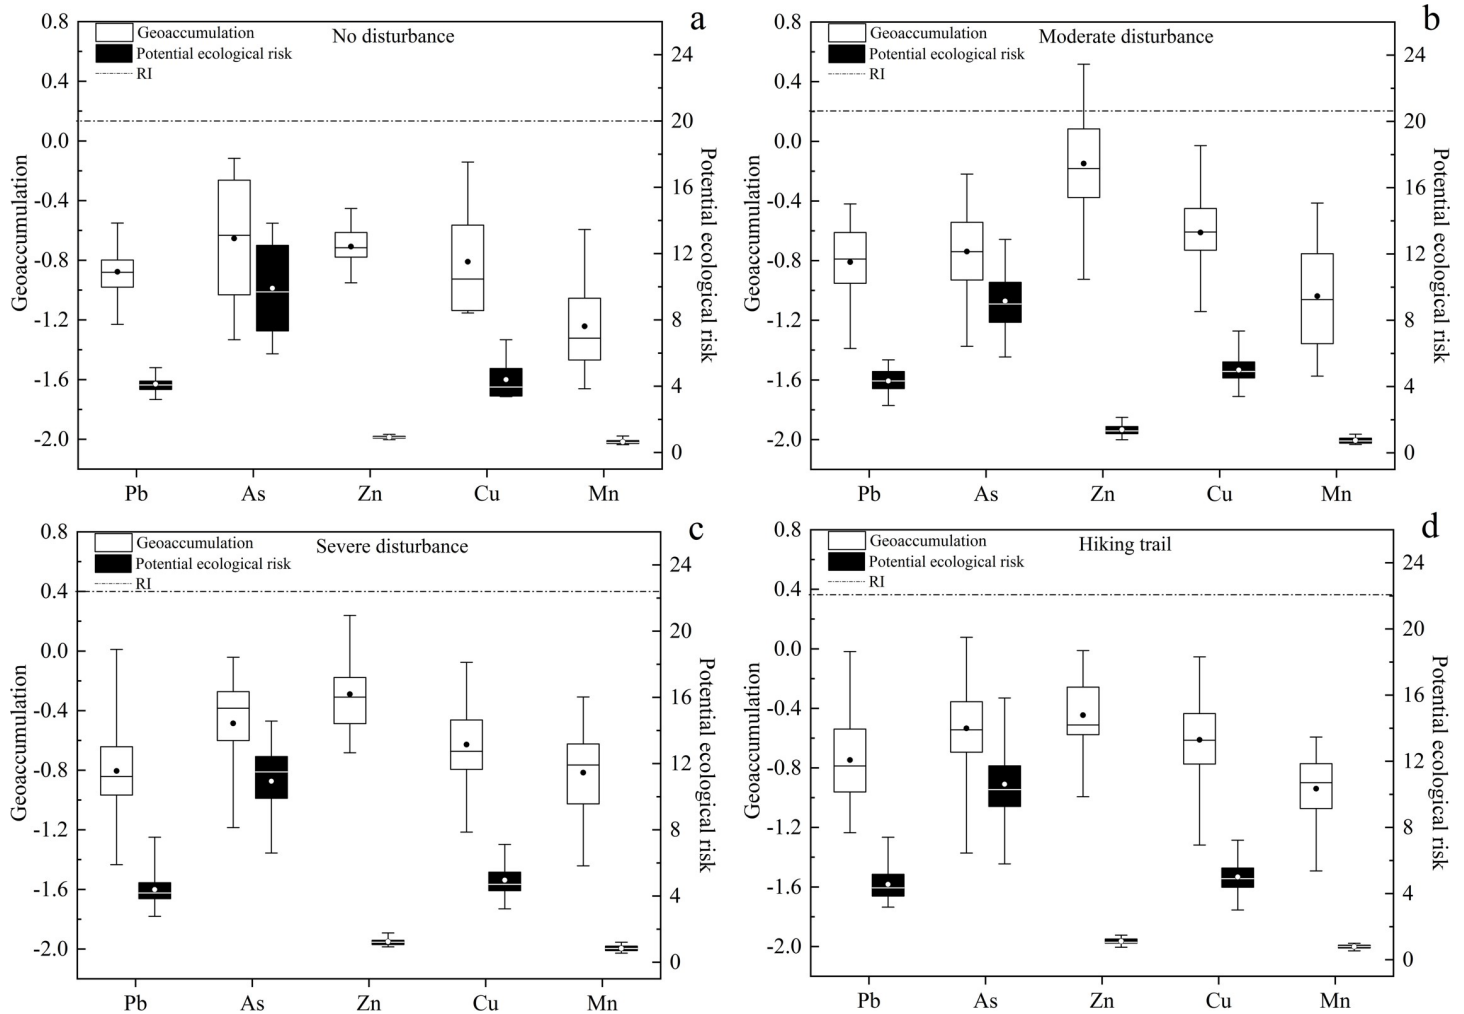 a
No disturbance
Geoaccumulation
Potential ecological risk
RI
0.8
0.4
0.0
-0.4
-0.8
-1.2
-1.6
-2.0
Geoaccumulation
24
20
16
12
8
4
0
Potential ecological risk
Pb As Zn Cu Mn
b
Moderate disturbance
Geoaccumulation
Potential ecological risk
RI
0.8
0.4
0.0
-0.4
-0.8
-1.2
-1.6
-2.0
Geoaccumulation
24
20
16
12
8
4
0
Potential ecological risk
Pb As Zn Cu Mn
c
Severe disturbance
Geoaccumulation
Potential ecological risk
RI
0.8
0.4
0.0
-0.4
-0.8
-1.2
-1.6
-2.0
Geoaccumulation
24
20
16
12
8
4
0
Potential ecological risk
Pb As Zn Cu Mn
d
Hiking trail
Geoaccumulation
Potential ecological risk
RI
0.8
0.4
0.0
-0.4
-0.8
-1.2
-1.6
-2.0
Geoaccumulation
24
20
16
12
8
4
0
Potential ecological risk
Pb As Zn Cu Mn